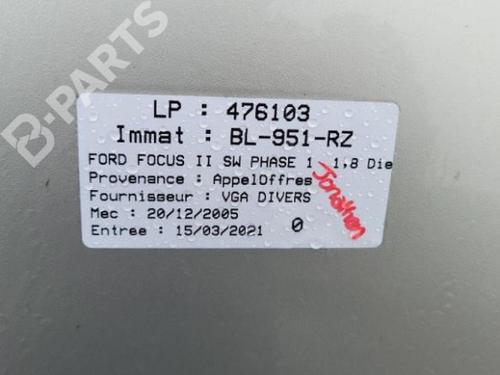 B-PARTS
LP : 476103
Immat : BL-951-RZ
FORD FOCUS II SW PHASE 1 1,8 Die
Provenance : AppelOffres
Fournisseur : VGA DIVERS
Mec : 20/12/2005
Entree : 15/03/2021 0
Jonathan